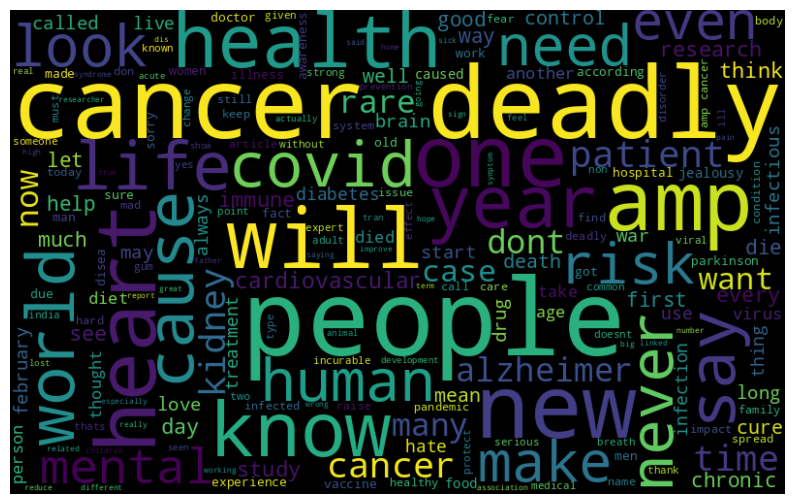 called live doctor given fear control awareness known dis body
look health good way need even
made don women illness strong work caused another according research
cancer deadly
real syndrome acute said home sick prevention going
researcher must change sorry still keep well rare brain think
someone high today let true show article system without actually sign feel disorder ill amp cancer pain
life covid one patient
now yes old hospital jealousy infectious
help sure mad man immune diabetes issue year amp condition
always point fact expert adult effect died symptom tran hope non find deadly viral
much may disea gum improve father saying dont war die
heart cause will start death got parkinson
see diet due india hard report great kidney cardiovascular case risk want
world call care term drug take age common first every virus
people doesnt use big linked number
february thought treatment type animal incurable development two human alzheimer thing
lost thats especially really love infected wrong raise pandemic mean never infection long say
person day know many new cure family
related seen children hate serious breath men impact spread
mental working study cancer make time
reduce different experience vaccine healthy food protect association medical name thank chronic